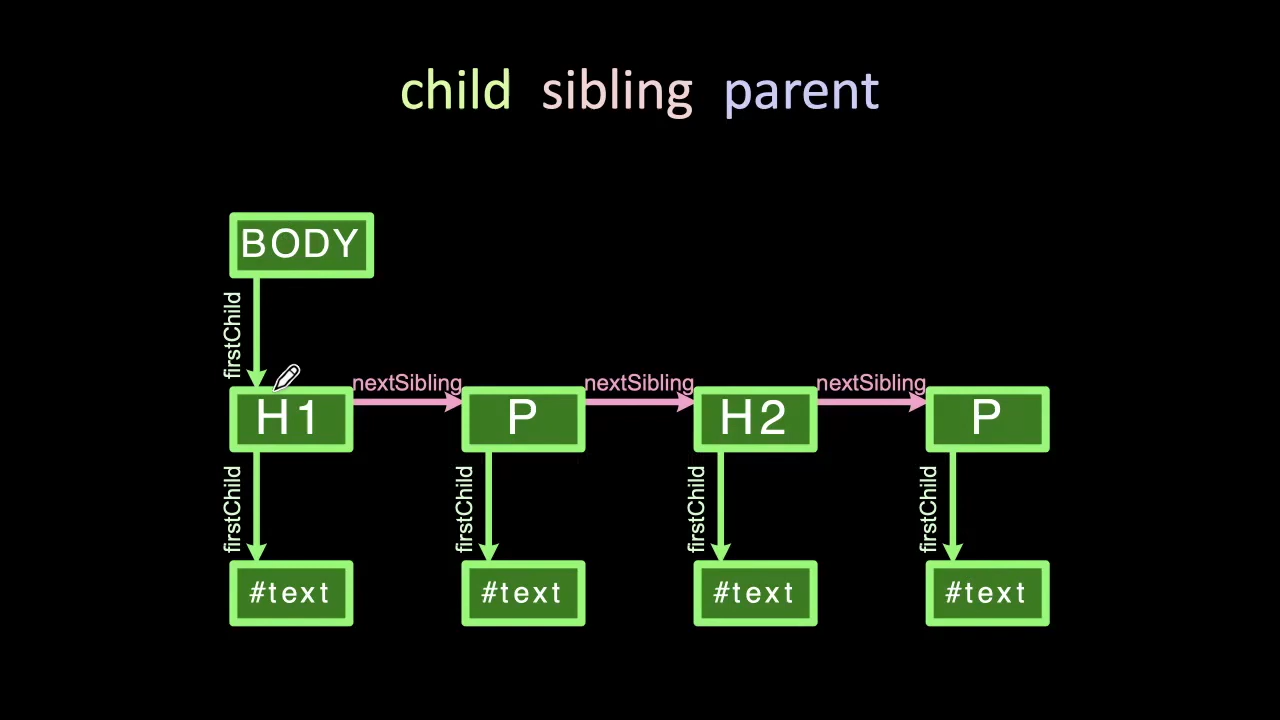 child sibling parent
BODY
firstChild
nextSibling nextSibling nextSibling
H1 P H2 P
firstChild firstChild firstChild firstChild
#text #text #text #text